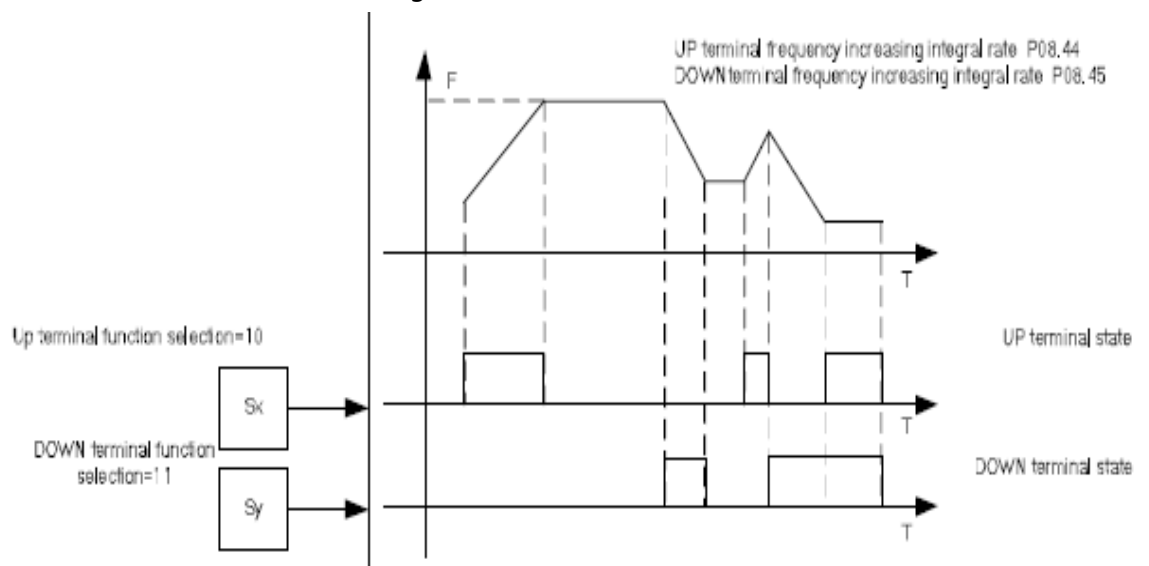 g
UP terminal frequency increasing integral rate P08.44
DOWN terminal frequency increasing integral rate P08.45
F
T
Up terminal function selection=10
UP terminal state
Sx
T
DOWN terminal function
selection=11
DOWN terminal state
Sy
T